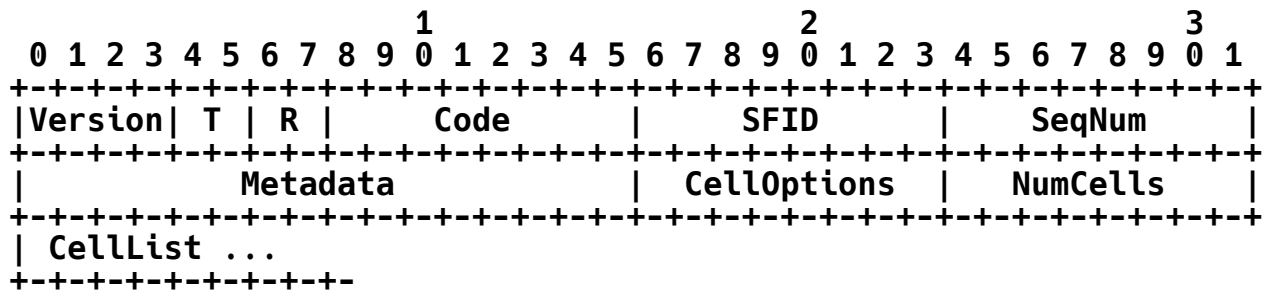 1                   2                   3
 0 1 2 3 4 5 6 7 8 9 0 1 2 3 4 5 6 7 8 9 0 1 2 3 4 5 6 7 8 9 0 1
+-+-+-+-+-+-+-+-+-+-+-+-+-+-+-+-+-+-+-+-+-+-+-+-+-+-+-+-+-+-+-+-+
|Version| T | R |     Code      |     SFID      |    SeqNum     |
+-+-+-+-+-+-+-+-+-+-+-+-+-+-+-+-+-+-+-+-+-+-+-+-+-+-+-+-+-+-+-+-+
|           Metadata            |  CellOptions  |   NumCells    |
+-+-+-+-+-+-+-+-+-+-+-+-+-+-+-+-+-+-+-+-+-+-+-+-+-+-+-+-+-+-+-+-+
| CellList ...
+-+-+-+-+-+-+-+-+-